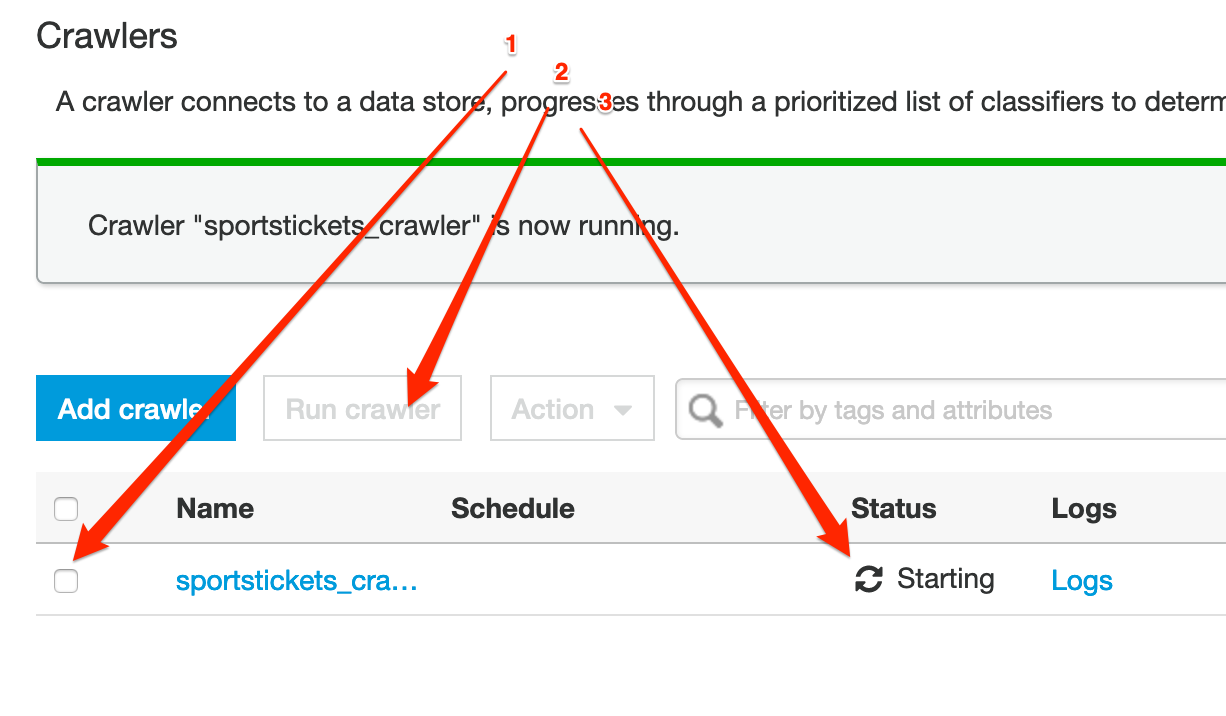 Crawlers
1
2
A crawler connects to a data store, progresses through a prioritized list of classifiers to determ
3
Crawler "sportstickets_crawler" is now running.
Add crawler Run crawler Action Filter by tags and attributes
Name Schedule Status Logs
sportstickets_cra... Starting Logs